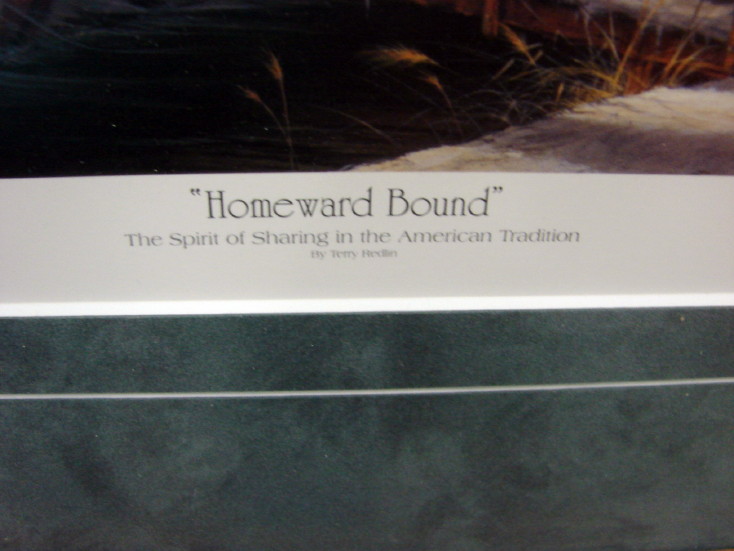 "Homeward Bound"
The Spirit of Sharing in the American Tradition
By Terry Redlin